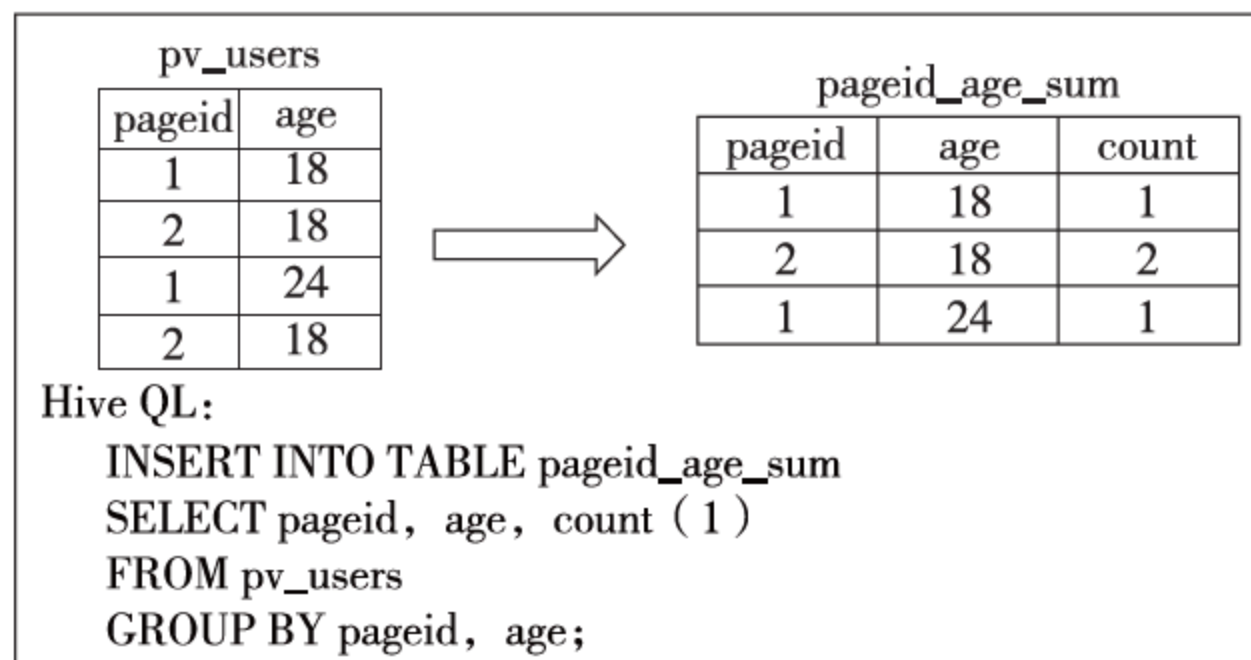 pv_users
pageid age
1 18
2 18
1 24
2 18
pageid_age_sum
pageid age count
1 18 1
2 18 2
1 24 1
Hive QL：
INSERT INTO TABLE pageid_age_sum
SELECT pageid，age，count（1）
FROM pv_users
GROUP BY pageid，age；